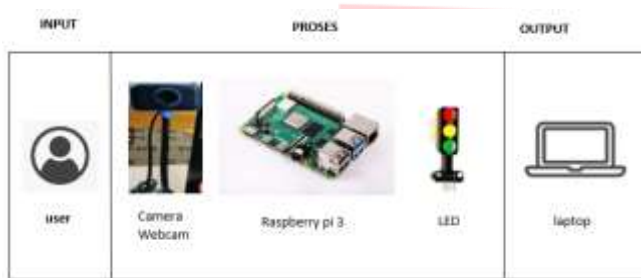 INPUT
PROSES
OUTPUT
user
Camera
Webcam
Raspberry pi 3
LED
laptop